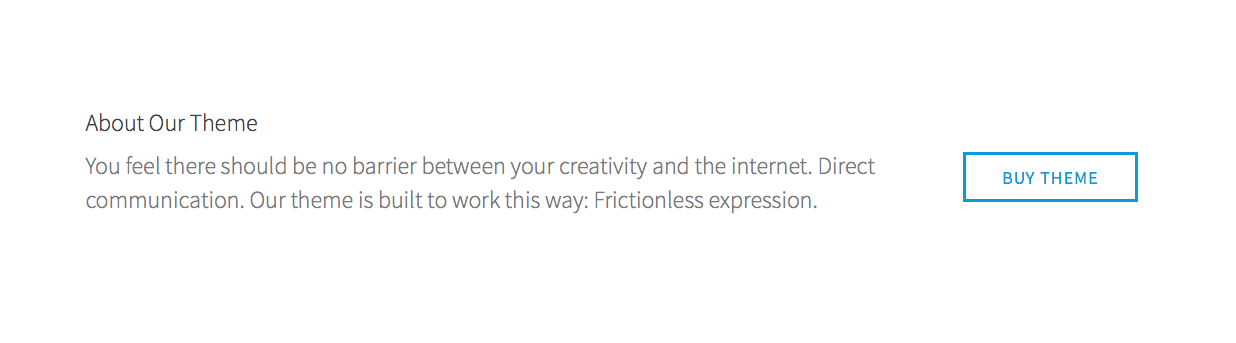 About Our Theme
You feel there should be no barrier between your creativity and the internet. Direct
communication. Our theme is built to work this way: Frictionless expression.
BUY THEME